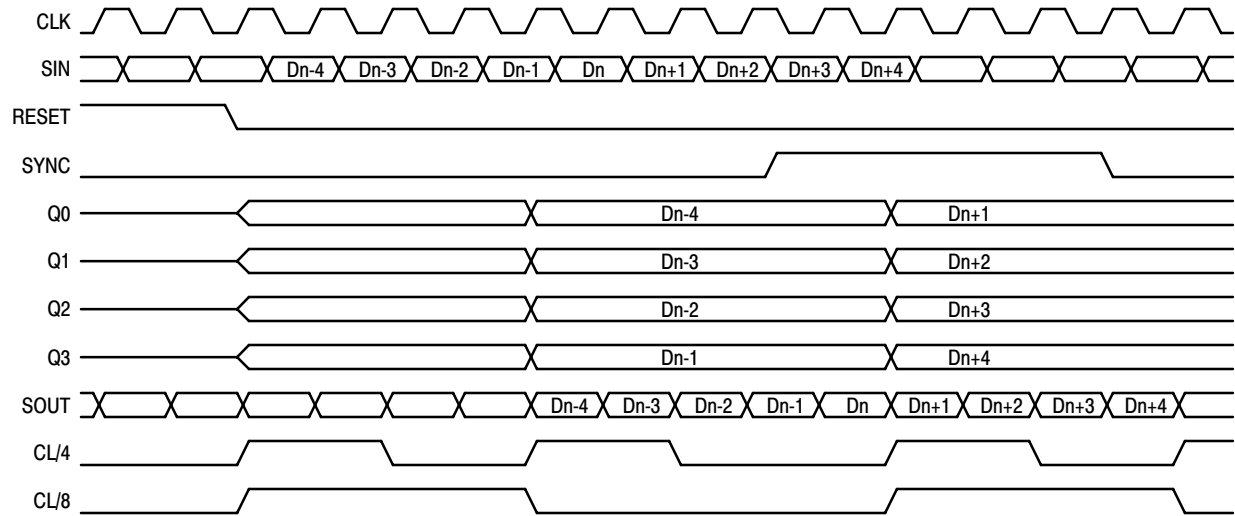 CLK
SIN Dn-4 Dn-3 Dn-2 Dn-1 Dn Dn+1 Dn+2 Dn+3 Dn+4
RESET
SYNC
Q0 Dn-4 Dn+1
Q1 Dn-3 Dn+2
Q2 Dn-2 Dn+3
Q3 Dn-1 Dn+4
SOUT Dn-4 Dn-3 Dn-2 Dn-1 Dn Dn+1 Dn+2 Dn+3 Dn+4
CL/4
CL/8